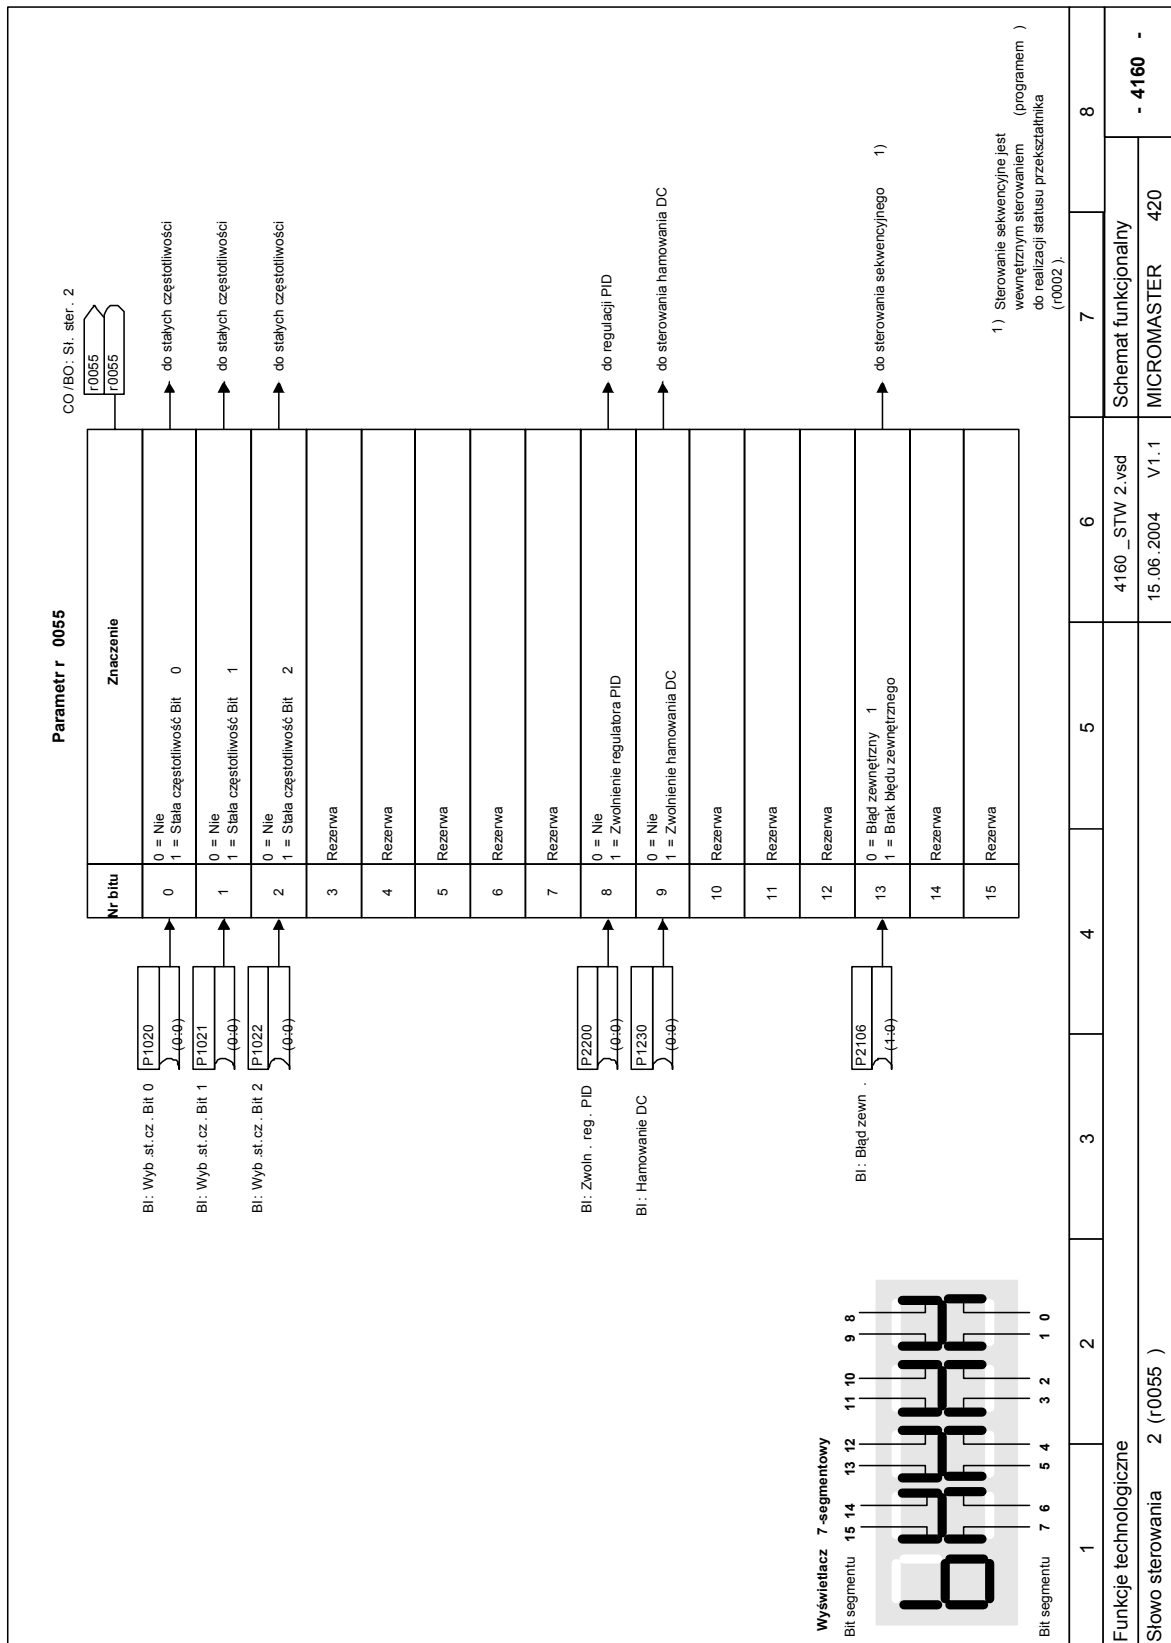 Parametr r 0055
CO/BO: Sł. ster. 2
r0055
r0055
Nr bitu Znaczenie
BI: Wyb .st.cz. Bit 0 P1020 (0:0)
0
0 = Nie
1 = Stała częstotliwość Bit 0
do stałych częstotliwości
BI: Wyb .st.cz. Bit 1 P1021 (0:0)
1
0 = Nie
1 = Stała częstotliwość Bit 1
do stałych częstotliwości
BI: Wyb .st.cz. Bit 2 P1022 (0:0)
2
0 = Nie
1 = Stała częstotliwość Bit 2
do stałych częstotliwości
3 Rezerwa
4 Rezerwa
5 Rezerwa
6 Rezerwa
7 Rezerwa
BI: Zwoln . reg. PID P2200 (0:0)
8
0 = Nie
1 = Zwolnienie regulatora PID
do regulacji PID
BI: Hamowanie DC P1230 (0:0)
9
0 = Nie
1 = Zwolnienie hamowania DC
do sterowania hamowania DC
10 Rezerwa
11 Rezerwa
12 Rezerwa
BI: Błąd zewn . P2106 (1:0)
13
0 = Błąd zewnętrzny 1
1 = Brak błędu zewnętrznego
do sterowania sekwencyjnego 1)
14 Rezerwa
15 Rezerwa
Wyświetlacz 7-segmentowy
Bit segmentu 15 14 13 12 11 10 9 8
Bit segmentu 7 6 5 4 3 2 1 0
1) Sterowanie sekwencyjne jest
wewnętrznym sterowaniem (programem )
do realizacji statusu przekształtnika
(r0002 ).
1 2 3 4 5 6 7 8
Funkcje technologiczne 4160 _STW 2.vsd Schemat funkcjonalny - 4160 -
Słowo sterowania 2 (r0055 ) 15.06.2004 V1.1 MICROMASTER 420